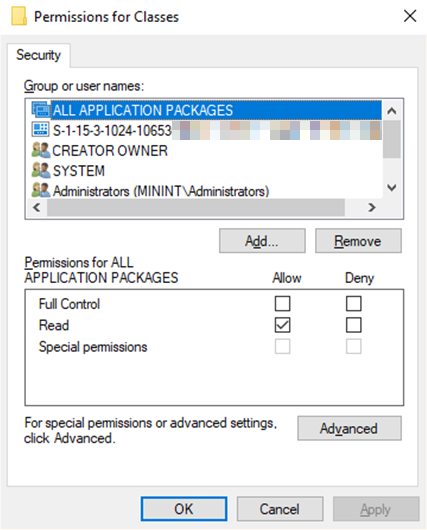 Permissions for Classes
Security
Group or user names:
ALL APPLICATION PACKAGES
S-1-15-3-1024-10653
CREATOR OWNER
SYSTEM
Administrators (MININT\Administrators)
Add... Remove
Permissions for ALL
APPLICATION PACKAGES Allow Deny
Full Control
Read
Special permissions
For special permissions or advanced settings,
click Advanced. Advanced
OK Cancel Apply